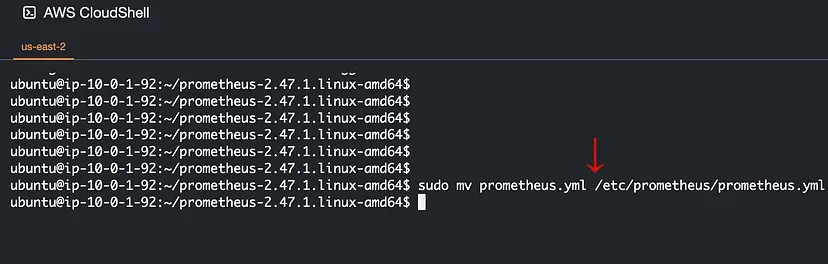 AWS CloudShell
us-east-2
ubuntu@ip-10-0-1-92:~/prometheus-2.47.1.linux-amd64$
ubuntu@ip-10-0-1-92:~/prometheus-2.47.1.linux-amd64$
ubuntu@ip-10-0-1-92:~/prometheus-2.47.1.linux-amd64$
ubuntu@ip-10-0-1-92:~/prometheus-2.47.1.linux-amd64$
ubuntu@ip-10-0-1-92:~/prometheus-2.47.1.linux-amd64$
ubuntu@ip-10-0-1-92:~/prometheus-2.47.1.linux-amd64$
ubuntu@ip-10-0-1-92:~/prometheus-2.47.1.linux-amd64$ sudo mv prometheus.yml /etc/prometheus/prometheus.yml
ubuntu@ip-10-0-1-92:~/prometheus-2.47.1.linux-amd64$